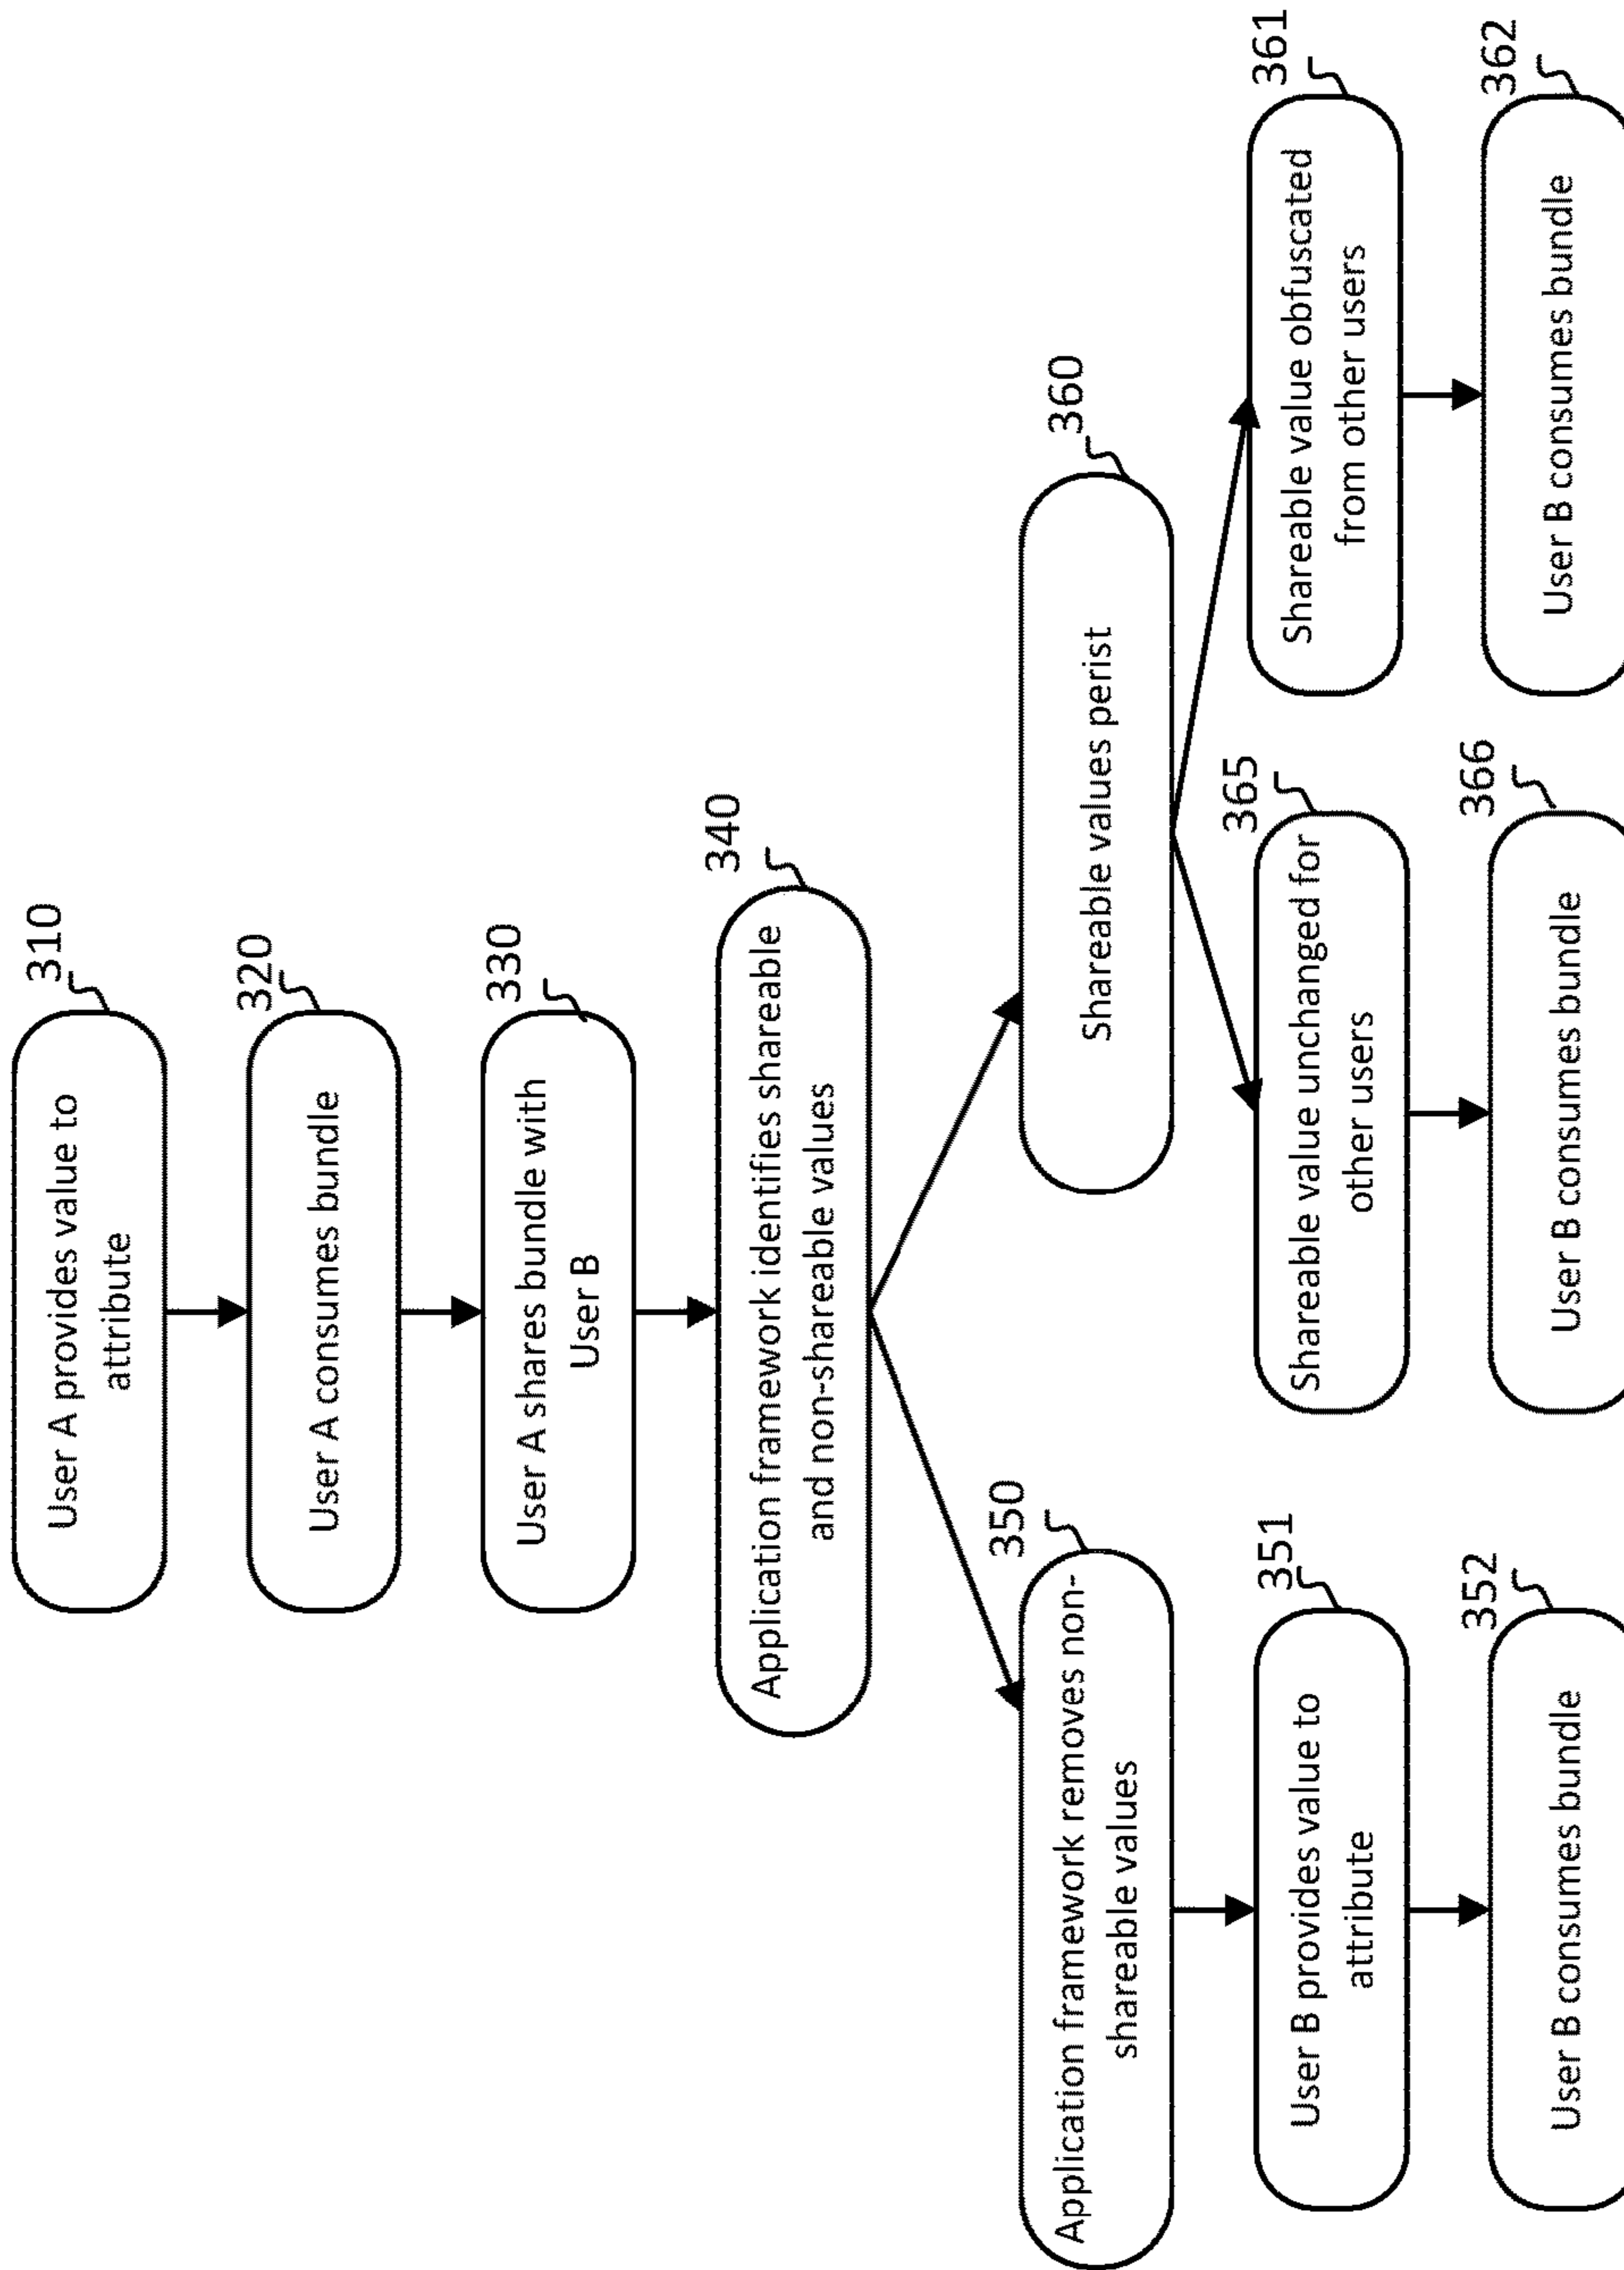 310
User A provides value to
attribute
320
User A consumes bundle
330
User A shares bundle with
User B
340
Application framework identifies shareable
and non-shareable values
350
Application framework removes non-
shareable values
360
Shareable values perist
351
User B provides value to
attribute
365
Shareable value unchanged for
other users
361
Shareable value obfuscated
from other users
352
User B consumes bundle
366
User B consumes bundle
362
User B consumes bundle